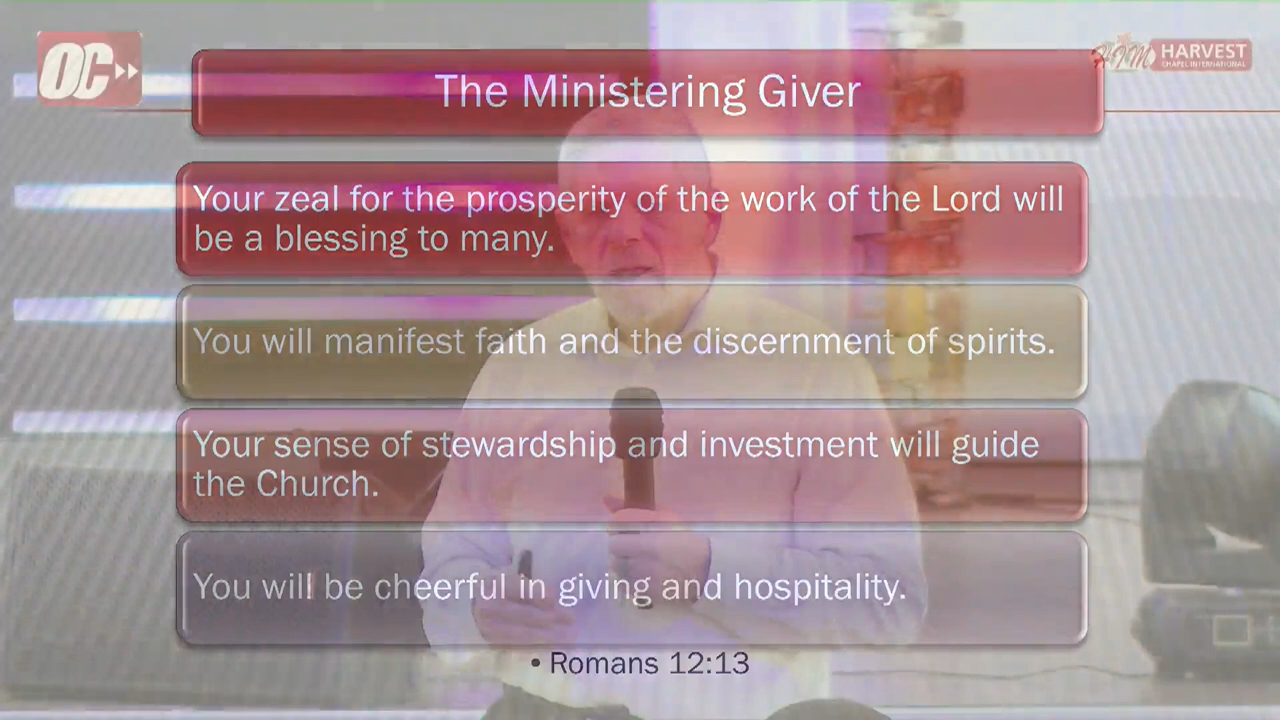 OC
HARVEST
CHAPEL INTERNATIONAL
The Ministering Giver
Your zeal for the prosperity of the work of the Lord will
be a blessing to many.
You will manifest faith and the discernment of spirits.
Your sense of stewardship and investment will guide
the Church.
You will be cheerful in giving and hospitality.
• Romans 12:13